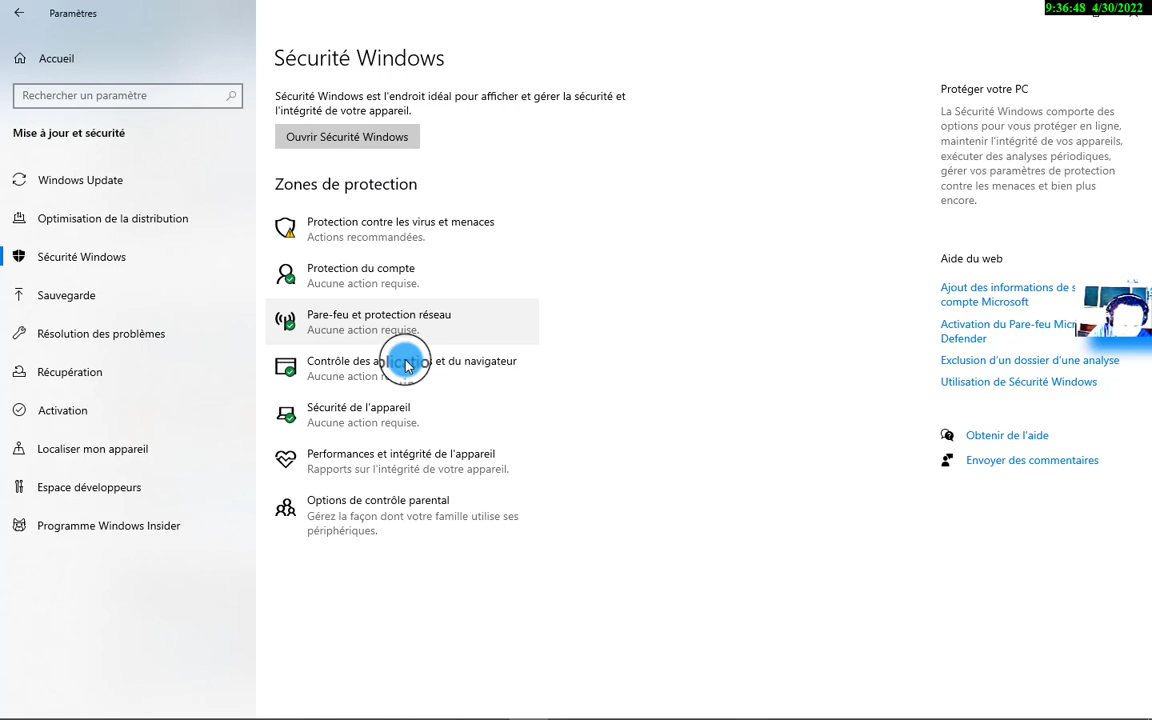 Paramètres
9:36:48 4/30/2022
Accueil
Rechercher un paramètre
Mise à jour et sécurité
Windows Update
Optimisation de la distribution
Sécurité Windows
Sauvegarde
Résolution des problèmes
Récupération
Activation
Localiser mon appareil
Espace développeurs
Programme Windows Insider
Sécurité Windows
Sécurité Windows est l'endroit idéal pour afficher et gérer la sécurité et
l'intégrité de votre appareil.
Ouvrir Sécurité Windows
Zones de protection
Protection contre les virus et menaces
Actions recommandées.
Protection du compte
Aucune action requise.
Pare-feu et protection réseau
Aucune action requise.
Contrôle des applications et du navigateur
Aucune action
Sécurité de l'appareil
Aucune action requise.
Performances et intégrité de l'appareil
Rapports sur l'intégrité de votre appareil.
Options de contrôle parental
Gérez la façon dont votre famille utilise ses
périphériques.
Protéger votre PC
La Sécurité Windows comporte des
options pour vous protéger en ligne,
maintenir l'intégrité de vos appareils,
exécuter des analyses périodiques,
gérer vos paramètres de protection
contre les menaces et bien plus
encore.
Aide du web
Ajout des informations de
compte Microsoft
Activation du Pare-feu
Defender
Exclusion d'un dossier d'une analyse
Utilisation de Sécurité Windows
Obtenir de l'aide
Envoyer des commentaires